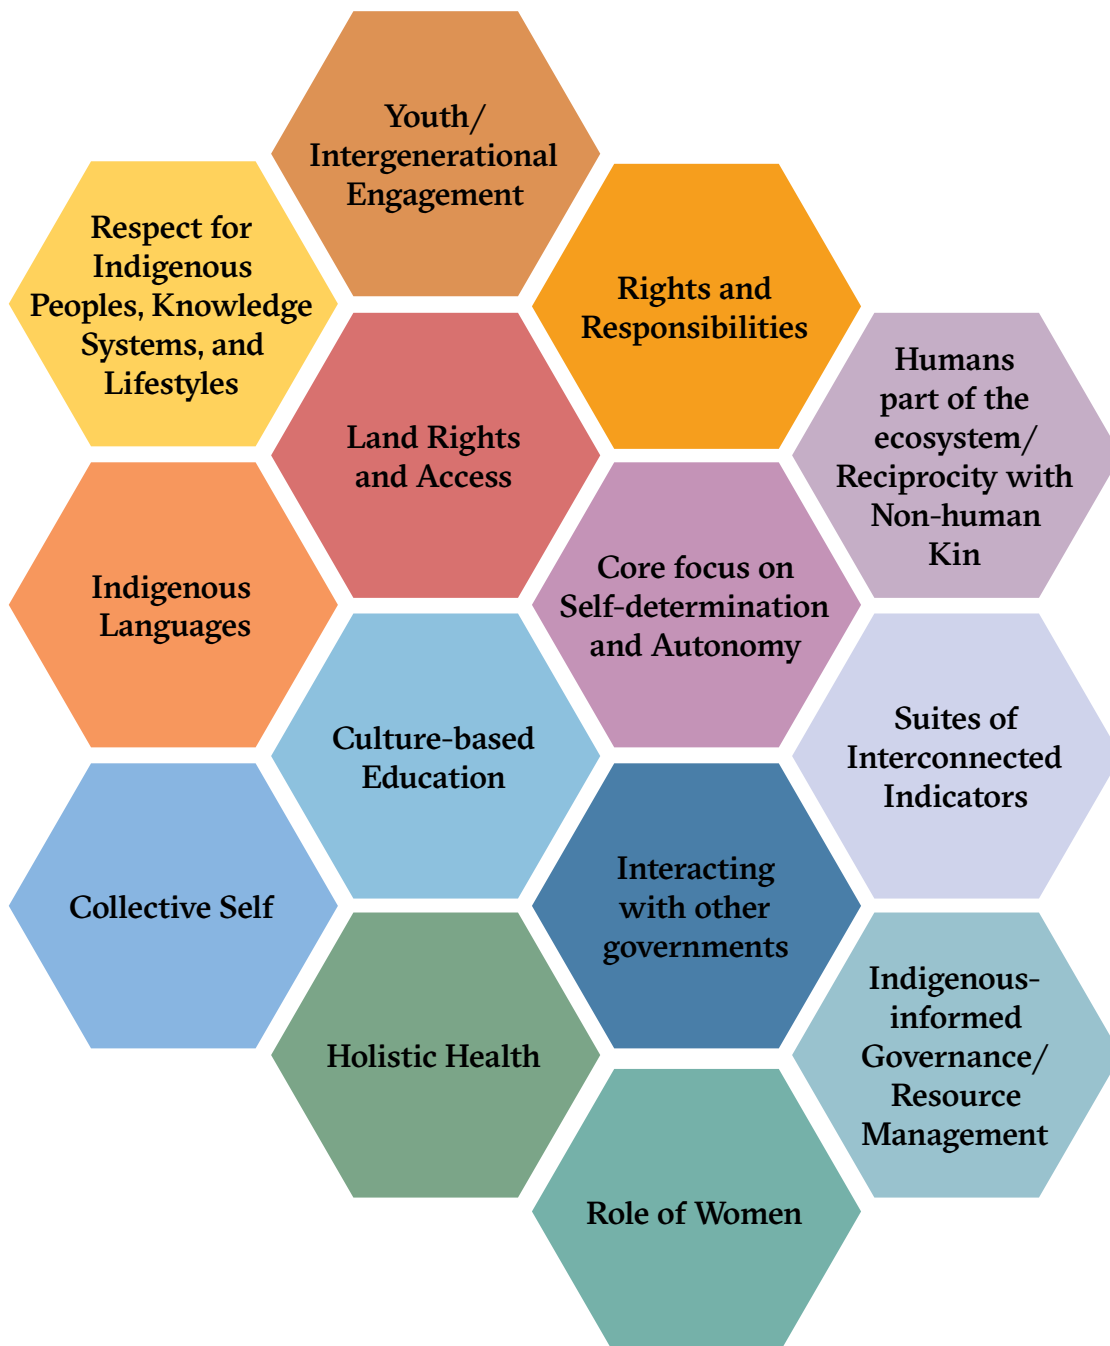 Youth/
Intergenerational
Engagement
Respect for
Indigenous
Peoples, Knowledge
Systems, and
Lifestyles
Rights and
Responsibilities
Land Rights
and Access
Humans
part of the
ecosystem/
Reciprocity with
Non-human
Kin
Indigenous
Languages
Core focus on
Self-determination
and Autonomy
Culture-based
Education
Suites of
Interconnected
Indicators
Collective Self
Interacting
with other
governments
Holistic Health
Indigenous-
informed
Governance/
Resource
Management
Role of Women